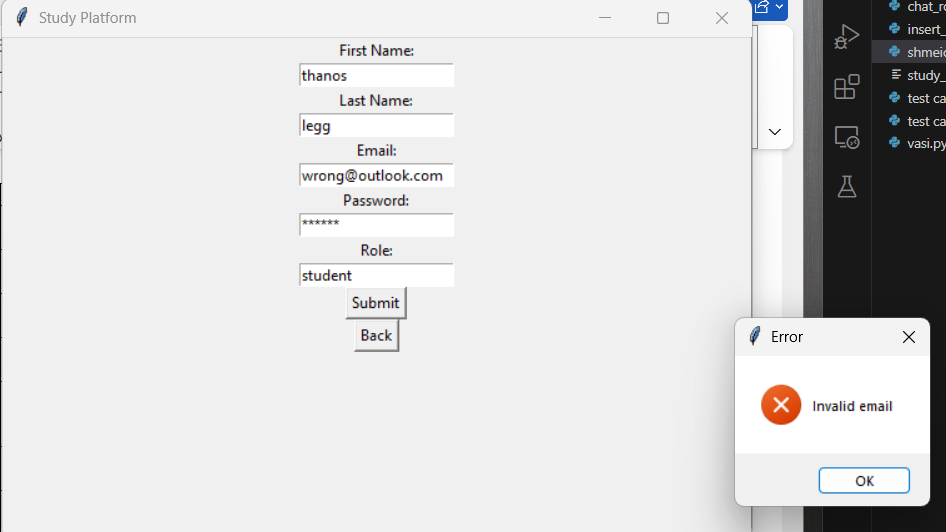 Study Platform
First Name:
thanos
Last Name:
legg
Email:
wrong@outlook.com
Password:
******
Role:
student
Submit
Back
chat_ro
insert_
shmeio
study_
test ca
test ca
vasi.py
Error
Invalid email
OK